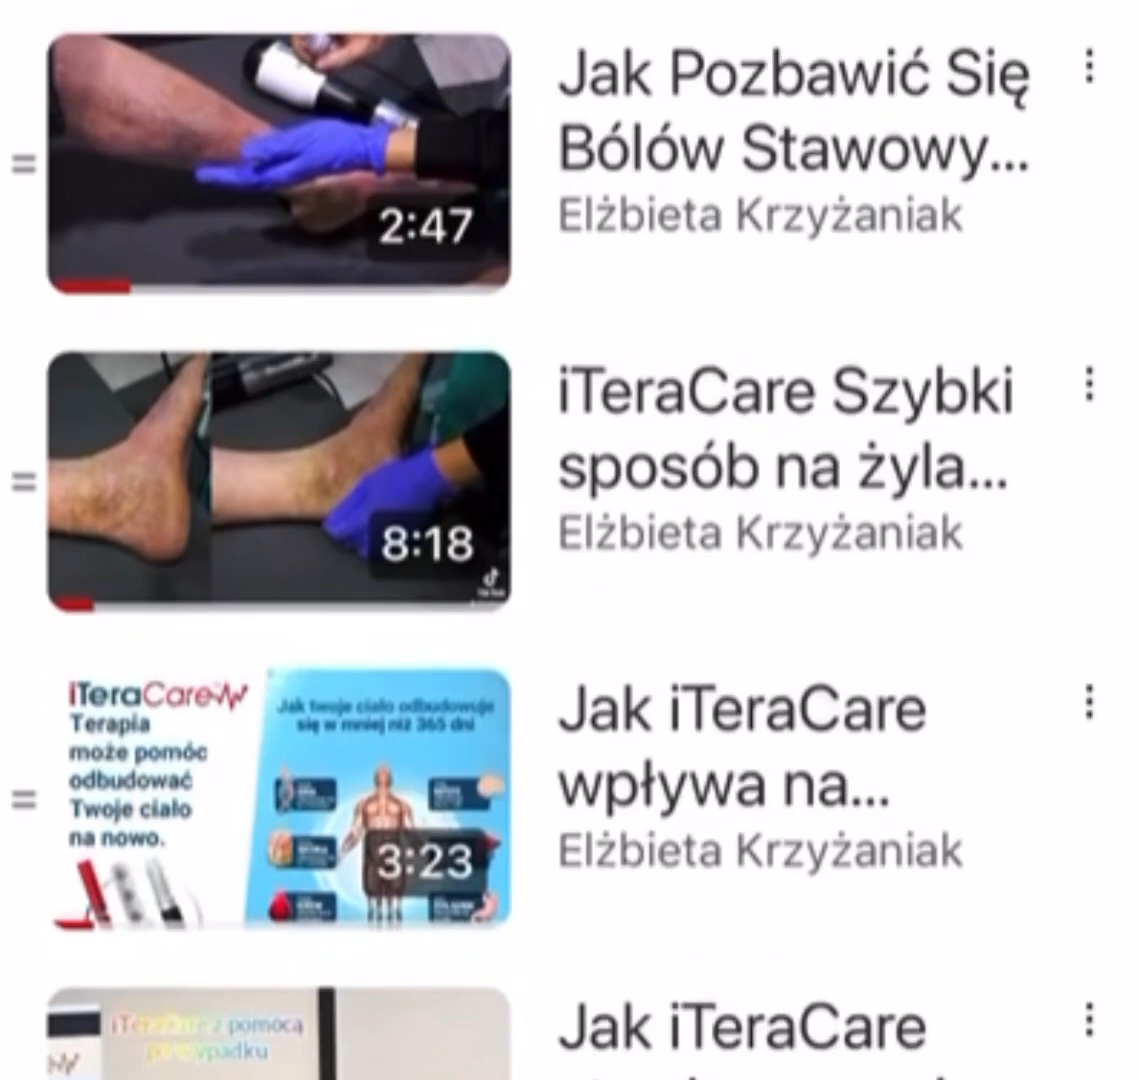 Jak Pozbawić Się
Bólów Stawowy...
Elżbieta Krzyżaniak
2:47
iTeraCare Szybki
sposób na żyla...
Elżbieta Krzyżaniak
8:18
iTeraCare
Terapia
może pomóc
odbudować
Twoje ciało
na nowo.
Jak twoje ciało odbudowuje
się w mniej niż 365 dni
3:23
Jak iTeraCare
wpływa na...
Elżbieta Krzyżaniak
iTeraCare z pomocą
Jak iTeraCare